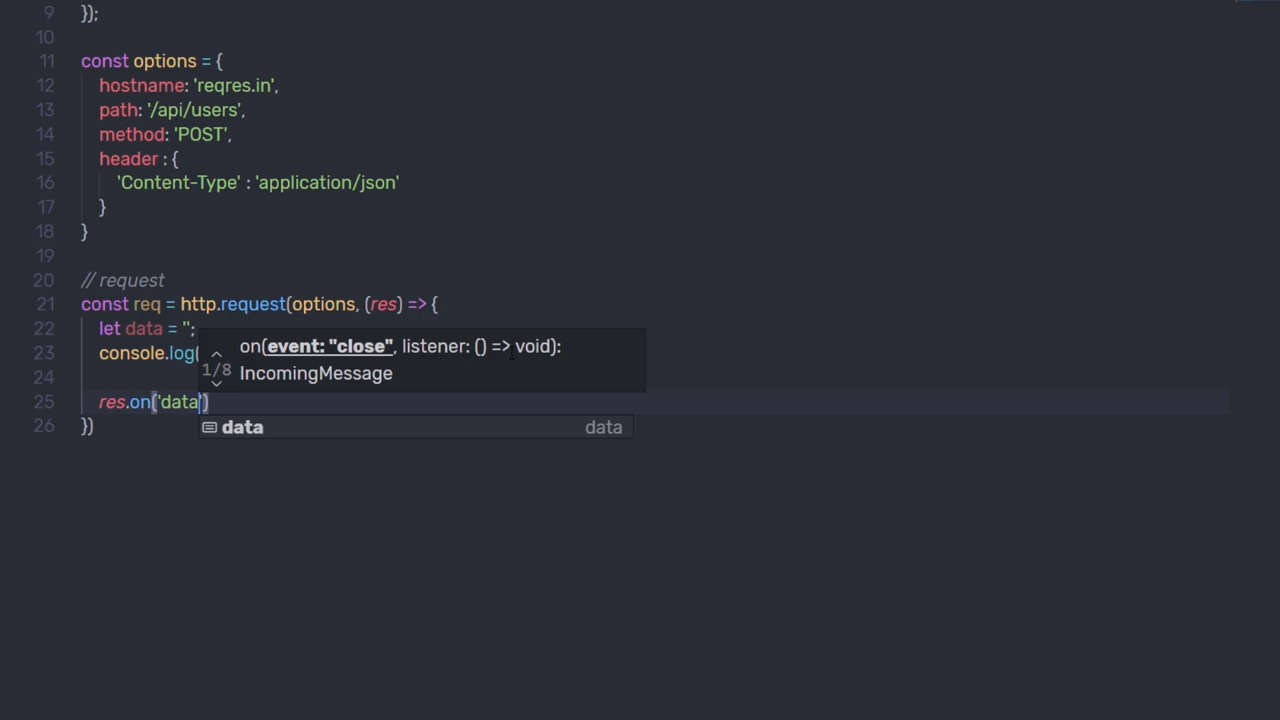 9 });
10
11 const options = {
12 hostname: 'reqres.in',
13 path: '/api/users',
14 method: 'POST',
15 header : {
16 'Content-Type' : 'application/json'
17 }
18 }
19
20 // request
21 const req = http.request(options, (res) => {
22 let data = '';
on(event: "close", listener: () => void):
23 console.log(
1/8 IncomingMessage
24
25 res.on('data')
26 })
data data